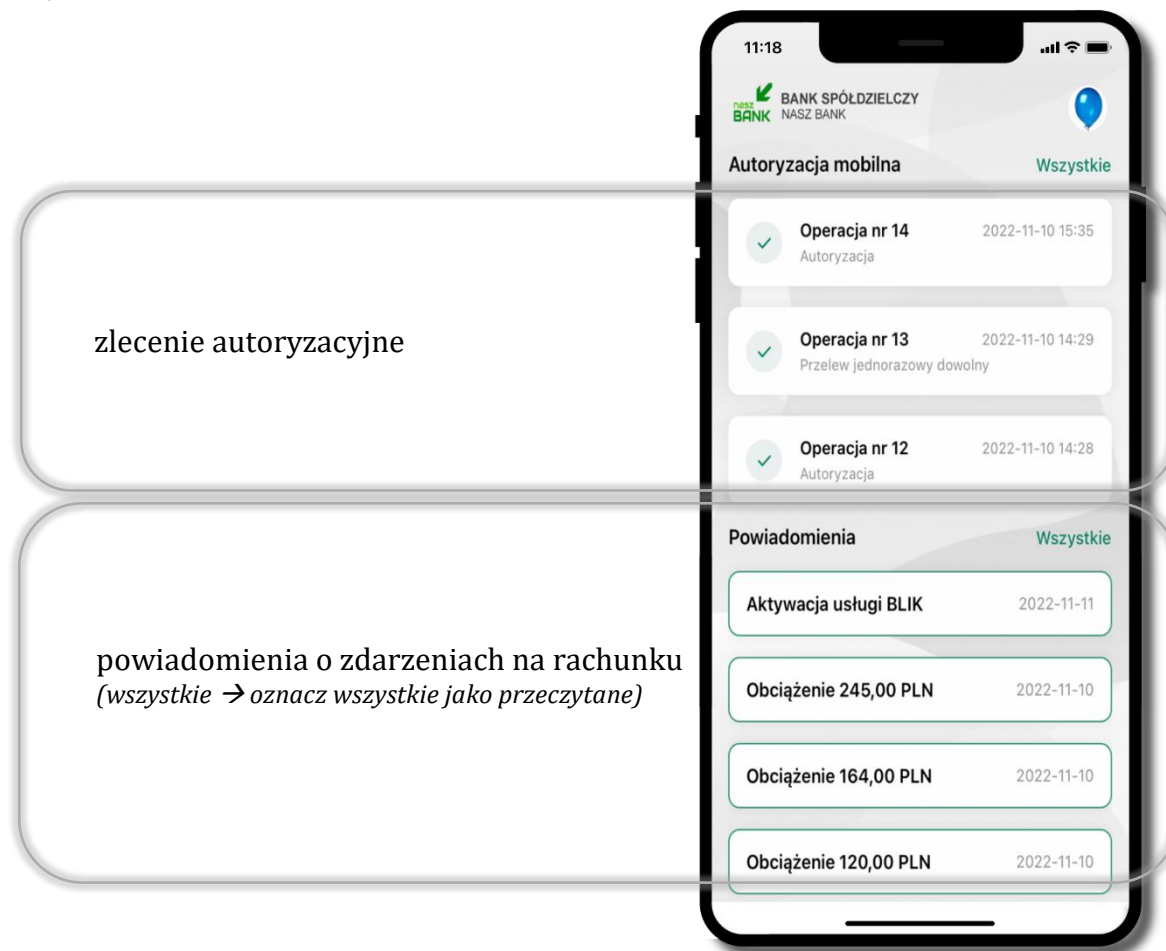 11:18
nasz
BANK
BANK SPÓŁDZIELCZY
NASZ BANK
Autoryzacja mobilna Wszystkie
Operacja nr 14 2022-11-10 15:35
Autoryzacja
zlecenie autoryzacyjne
Operacja nr 13 2022-11-10 14:29
Przelew jednorazowy dowolny
Operacja nr 12 2022-11-10 14:28
Autoryzacja
Powiadomienia Wszystkie
Aktywacja usługi BLIK 2022-11-11
powiadomienia o zdarzeniach na rachunku
(wszystkie → oznacz wszystkie jako przeczytane)
Obciążenie 245,00 PLN 2022-11-10
Obciążenie 164,00 PLN 2022-11-10
Obciążenie 120,00 PLN 2022-11-10